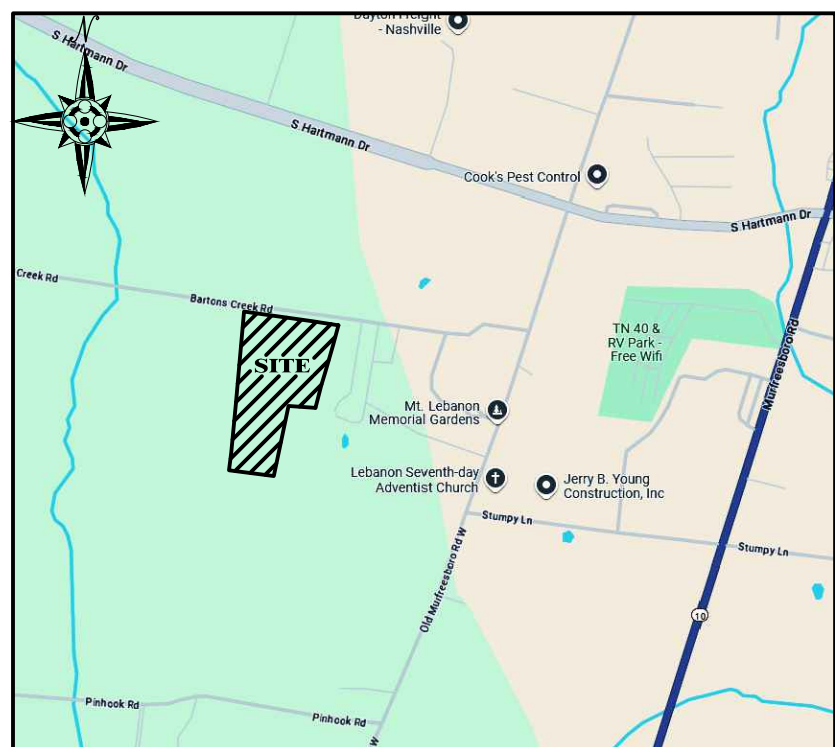 Dayton Freight
- Nashville
S Hartmann Dr
S Hartmann Dr
Cook's Pest Control
S Hartmann Dr
Creek Rd
Bartons Creek Rd
TN 40 &
RV Park -
Free Wifi
Murfreesboro Rd
SITE
Mt. Lebanon
Memorial Gardens
Lebanon Seventh-day
Adventist Church
Jerry B. Young
Construction, Inc
Stumpy Ln
Stumpy Ln
Old Murfreesboro Rd W
10
Pinhook Rd
Pinhook Rd
W